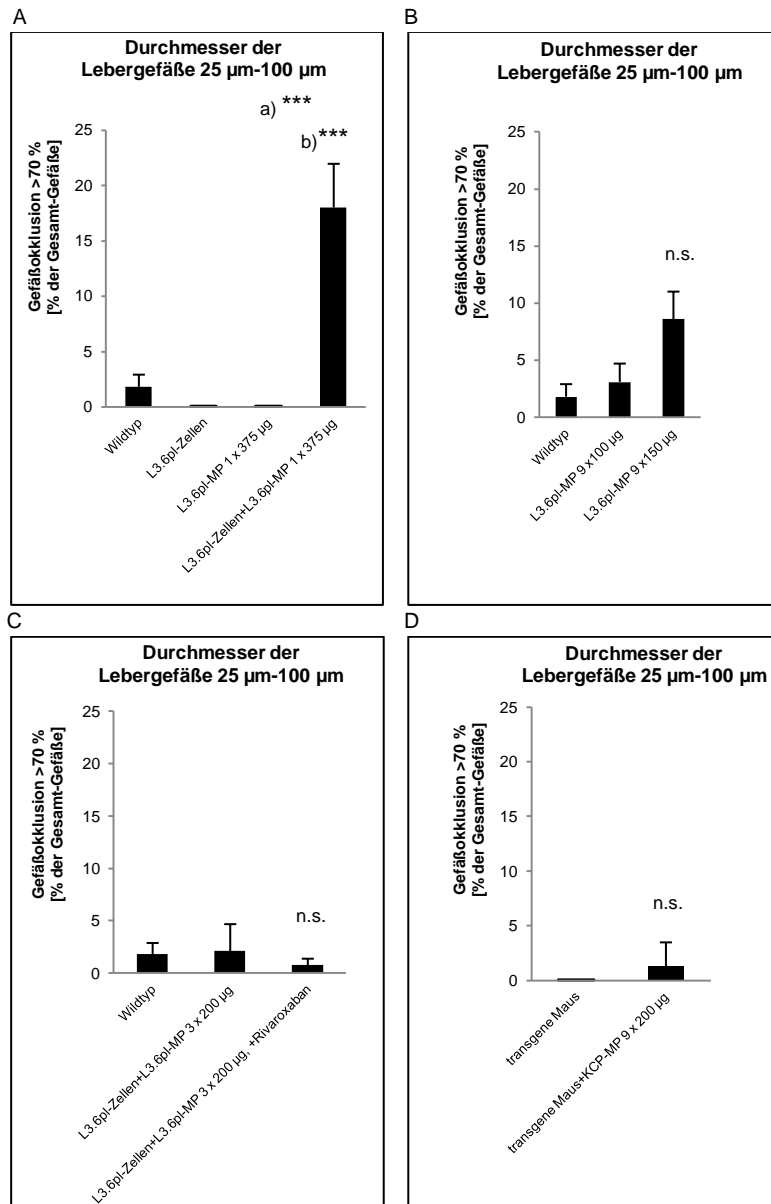 A
Durchmesser der
Lebergefäße 25 µm-100 µm
a) ***
b)***
Gefäßokklusion >70 %
[% der Gesamt-Gefäße]
25
20
15
10
5
0
Wildtyp
L3.6pl-Zellen
L3.6pl-MP 1 x 375 µg
L3.6pl-Zellen+L3.6pl-MP 1 x 375 µg
B
Durchmesser der
Lebergefäße 25 µm-100 µm
Gefäßokklusion >70 %
[% der Gesamt-Gefäße]
25
20
15
10
5
0
n.s.
Wildtyp
L3.6pl-MP 9 x100 µg
L3.6pl-MP 9 x150 µg
C
Durchmesser der
Lebergefäße 25 µm-100 µm
Gefäßokklusion >70 %
[% der Gesamt-Gefäße]
25
20
15
10
5
0
n.s.
Wildtyp
L3.6pl-Zellen+L3.6pl-MP 3 x 200 µg
L3.6pl-Zellen+L3.6pl-MP 3 x 200 µg, +Rivaroxaban
D
Durchmesser der
Lebergefäße 25 µm-100 µm
Gefäßokklusion >70 %
[% der Gesamt-Gefäße]
25
20
15
10
5
0
n.s.
transgene Maus
transgene Maus+KCP-MP 9 x 200 µg